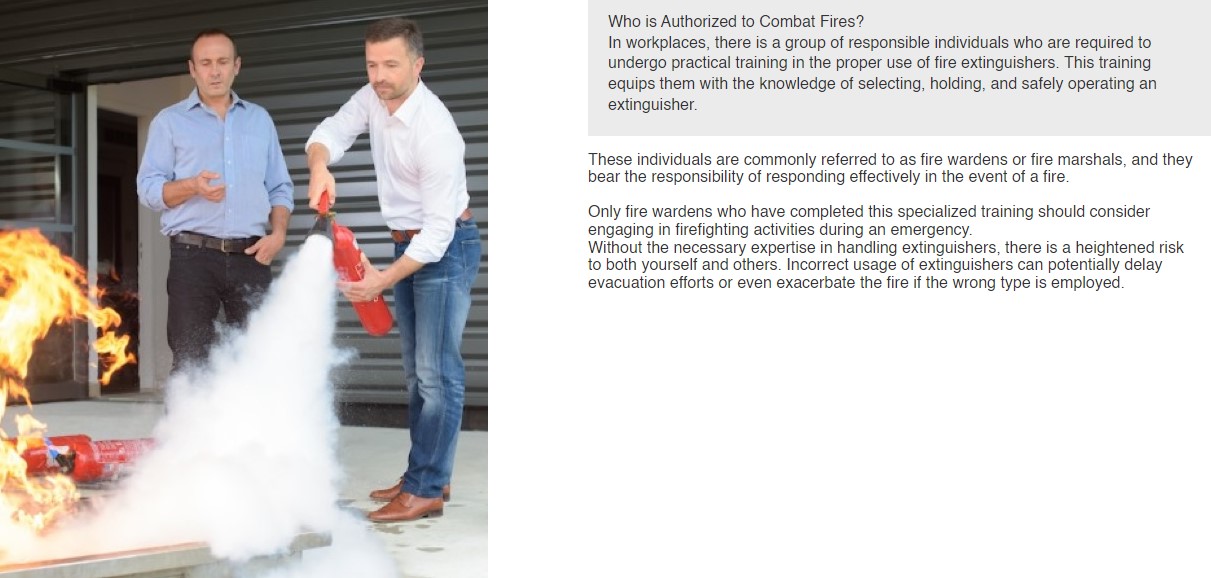 Who is Authorized to Combat Fires?
In workplaces, there is a group of responsible individuals who are required to
undergo practical training in the proper use of fire extinguishers. This training
equips them with the knowledge of selecting, holding, and safely operating an
extinguisher.
These individuals are commonly referred to as fire wardens or fire marshals, and they
bear the responsibility of responding effectively in the event of a fire.
Only fire wardens who have completed this specialized training should consider
engaging in firefighting activities during an emergency.
Without the necessary expertise in handling extinguishers, there is a heightened risk
to both yourself and others. Incorrect usage of extinguishers can potentially delay
evacuation efforts or even exacerbate the fire if the wrong type is employed.